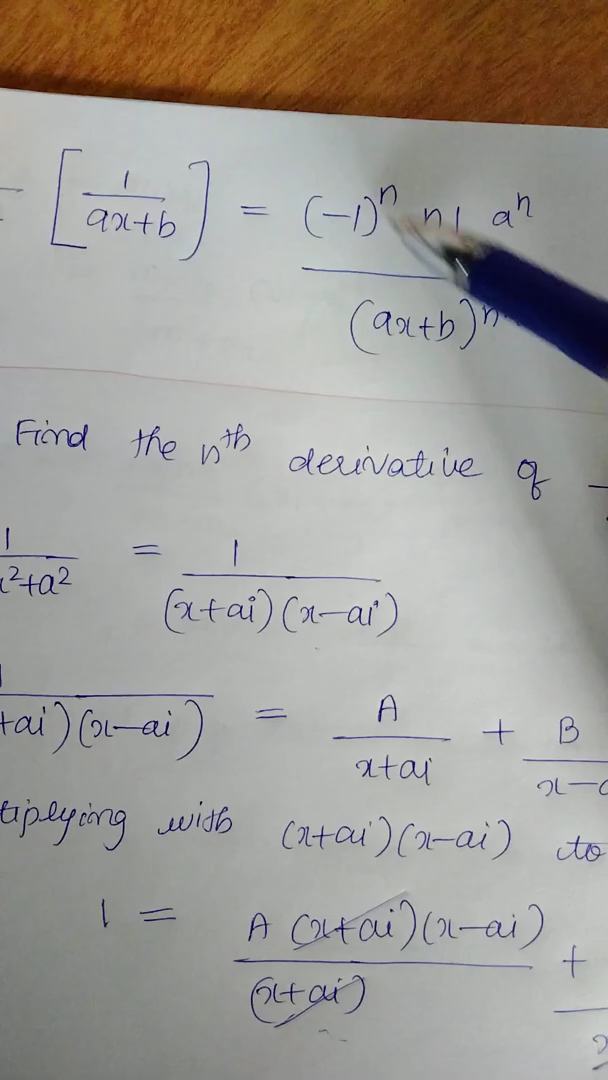 [1/(ax+b)] = (-1)^n n! a^n / (ax+b)^n
Find the nth derivative of
1/x²+a² = 1/(x+ai)(x-ai)
+ai)(x-ai) = A/x+ai + B/x-a
tiplying with (x+ai)(x-ai) to
1 = A (x+ai)(x-ai)/(x+ai) +